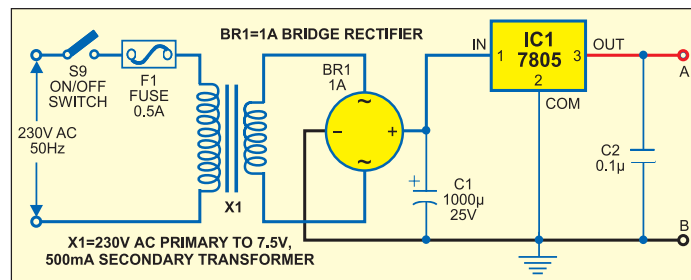 BR1=1A BRIDGE RECTIFIER
S9
ON/OFF
SWITCH
F1
FUSE
0.5A
230V AC
50Hz
X1
BR1
1A
~
–
+
~
IN
1
IC1
7805
2
3
OUT
COM
A
+
C1
1000µ
25V
C2
0.1µ
B
X1=230V AC PRIMARY TO 7.5V,
500mA SECONDARY TRANSFORMER